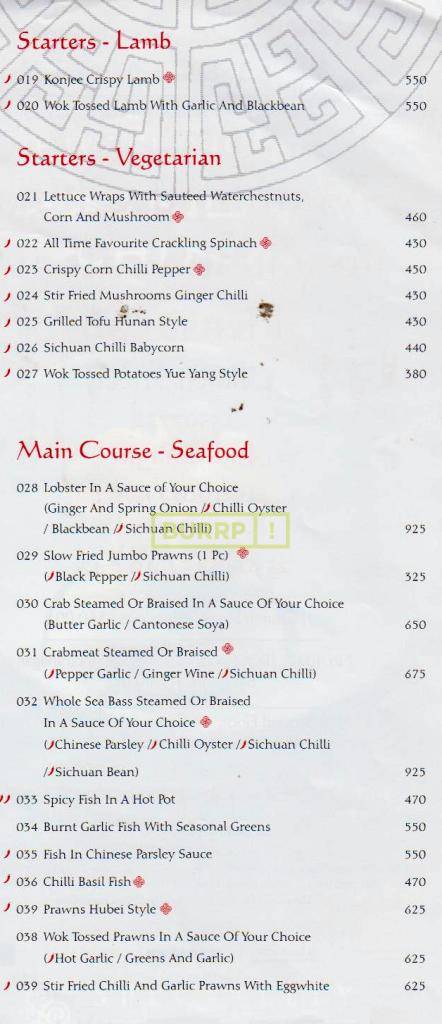 Starters - Lamb
019 Konjee Crispy Lamb 550
020 Wok Tossed Lamb With Garlic And Blackbean 550
Starters - Vegetarian
021 Lettuce Wraps With Sauteed Waterchestnuts,
Corn And Mushroom 460
022 All Time Favourite Crackling Spinach 430
023 Crispy Corn Chilli Pepper 450
024 Stir Fried Mushrooms Ginger Chilli 430
025 Grilled Tofu Hunan Style 430
026 Sichuan Chilli Babycorn 440
027 Wok Tossed Potatoes Yue Yang Style 380
Main Course - Seafood
028 Lobster In A Sauce of Your Choice
(Ginger And Spring Onion / Chilli Oyster
/ Blackbean / Sichuan Chilli) 925
BURRP !
029 Slow Fried Jumbo Prawns (1 Pc)
(Black Pepper / Sichuan Chilli) 325
030 Crab Steamed Or Braised In A Sauce Of Your Choice
(Butter Garlic / Cantonese Soya) 650
031 Crabmeat Steamed Or Braised
(Pepper Garlic / Ginger Wine / Sichuan Chilli) 675
032 Whole Sea Bass Steamed Or Braised
In A Sauce Of Your Choice
(Chinese Parsley / Chilli Oyster / Sichuan Chilli
/ Sichuan Bean) 925
033 Spicy Fish In A Hot Pot 470
034 Burnt Garlic Fish With Seasonal Greens 550
035 Fish In Chinese Parsley Sauce 550
036 Chilli Basil Fish 470
039 Prawns Hubei Style 625
038 Wok Tossed Prawns In A Sauce Of Your Choice
(Hot Garlic / Greens And Garlic) 625
039 Stir Fried Chilli And Garlic Prawns With Eggwhite 625